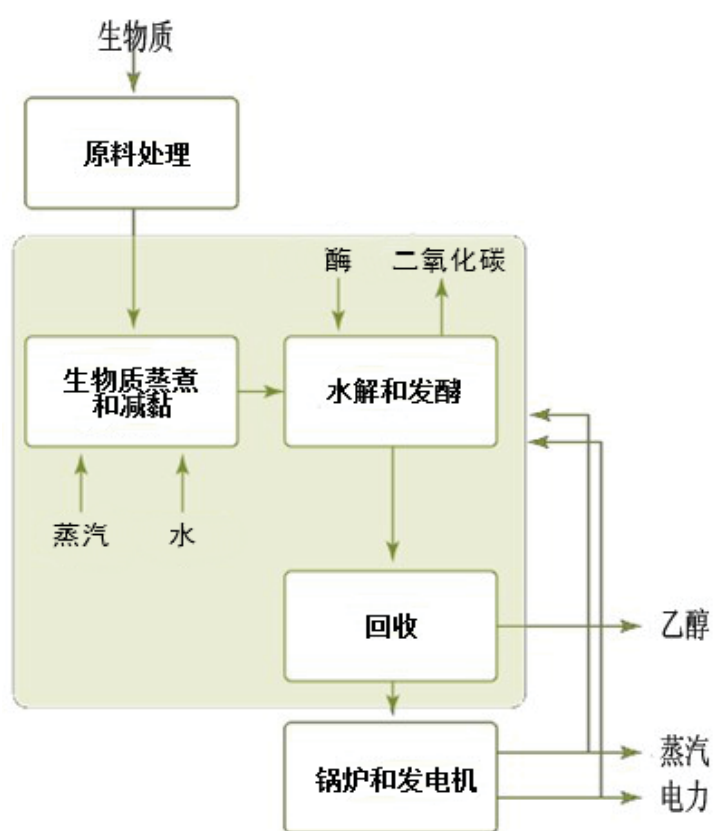 生物质
原料处理
酶
二氧化碳
生物质蒸煮
和减黏
水解和发酵
蒸汽
水
回收
乙醇
锅炉和发电机
蒸汽
电力